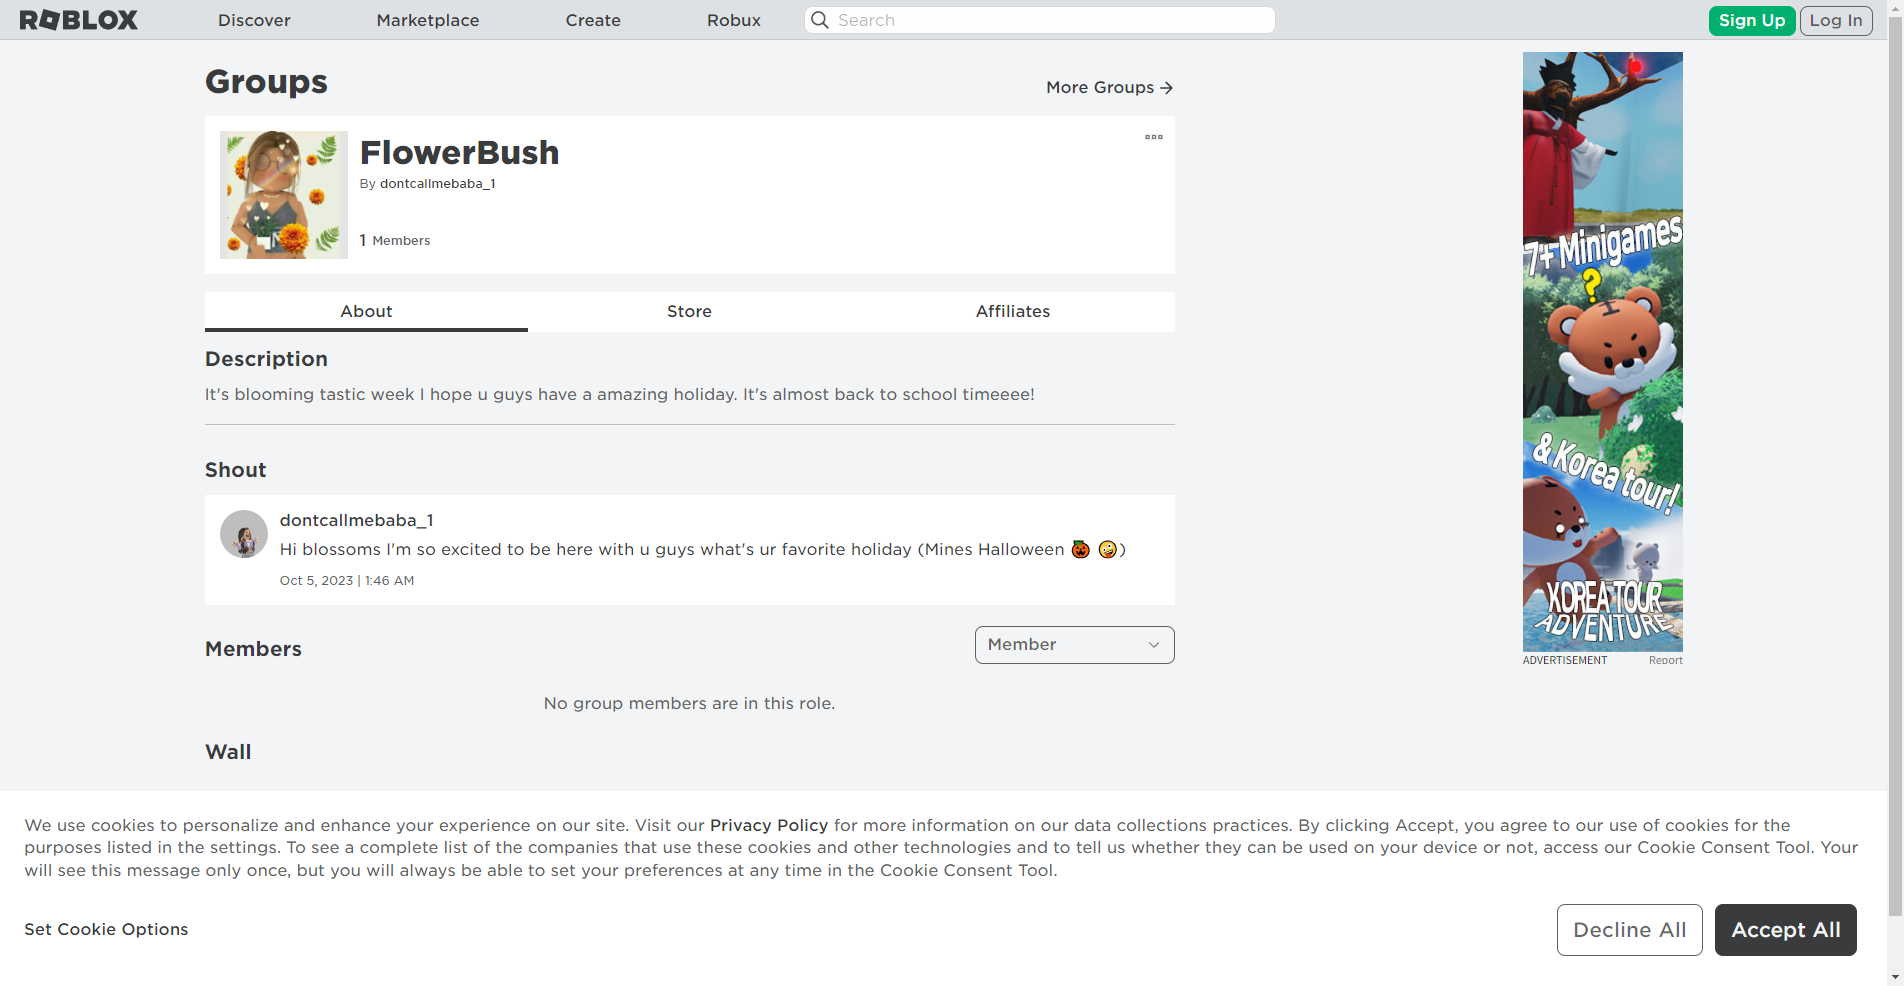 ROBLOX
Discover
Marketplace
Create
Robux
Search
Sign Up
Log In
Groups
More Groups →
FlowerBush
By dontcallmebaba_1
1 Members
About
Store
Affiliates
Description
It's blooming tastic week I hope u guys have a amazing holiday. It's almost back to school timeeee!
Shout
dontcallmebaba_1
Hi blossoms I'm so excited to be here with u guys what's ur favorite holiday (Mines Halloween 🎃 🤪)
Oct 5, 2023 | 1:46 AM
Members
Member
No group members are in this role.
Wall
7+ Minigames
?
& Korea tour!
KOREA TOUR
ADVENTURE
ADVERTISEMENT
Report
We use cookies to personalize and enhance your experience on our site. Visit our Privacy Policy for more information on our data collections practices. By clicking Accept, you agree to our use of cookies for the
purposes listed in the settings. To see a complete list of the companies that use these cookies and other technologies and to tell us whether they can be used on your device or not, access our Cookie Consent Tool. Your
will see this message only once, but you will always be able to set your preferences at any time in the Cookie Consent Tool.
Set Cookie Options
Decline All
Accept All